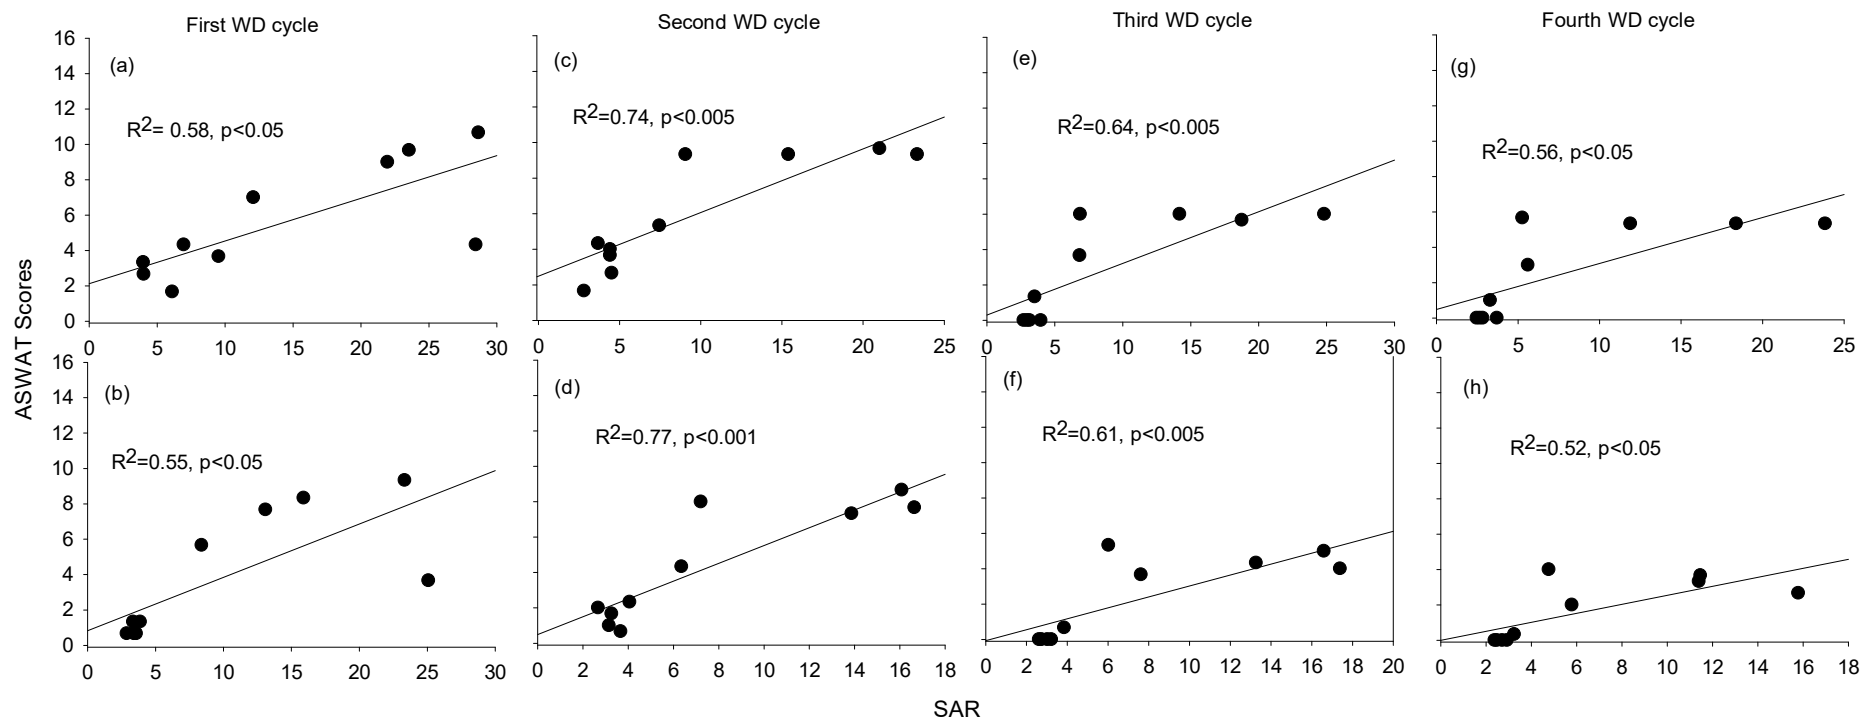 First WD cycle
Second WD cycle
Third WD cycle
Fourth WD cycle
ASWAT Scores
16
14
12
10
8
6
4
2
0
(a)
R2= 0.58, p<0.05
0 5 10 15 20 25 30
(c)
R2=0.74, p<0.005
0 5 10 15 20 25
(e)
R2=0.64, p<0.005
0 5 10 15 20 25 30
(g)
R2=0.56, p<0.05
0 5 10 15 20 25
16
14
12
10
8
6
4
2
0
(b)
R2=0.55, p<0.05
0 5 10 15 20 25 30
(d)
R2=0.77, p<0.001
0 2 4 6 8 10 12 14 16 18
(f)
R2=0.61, p<0.005
0 2 4 6 8 10 12 14 16 18 20
(h)
R2=0.52, p<0.05
0 2 4 6 8 10 12 14 16 18
SAR